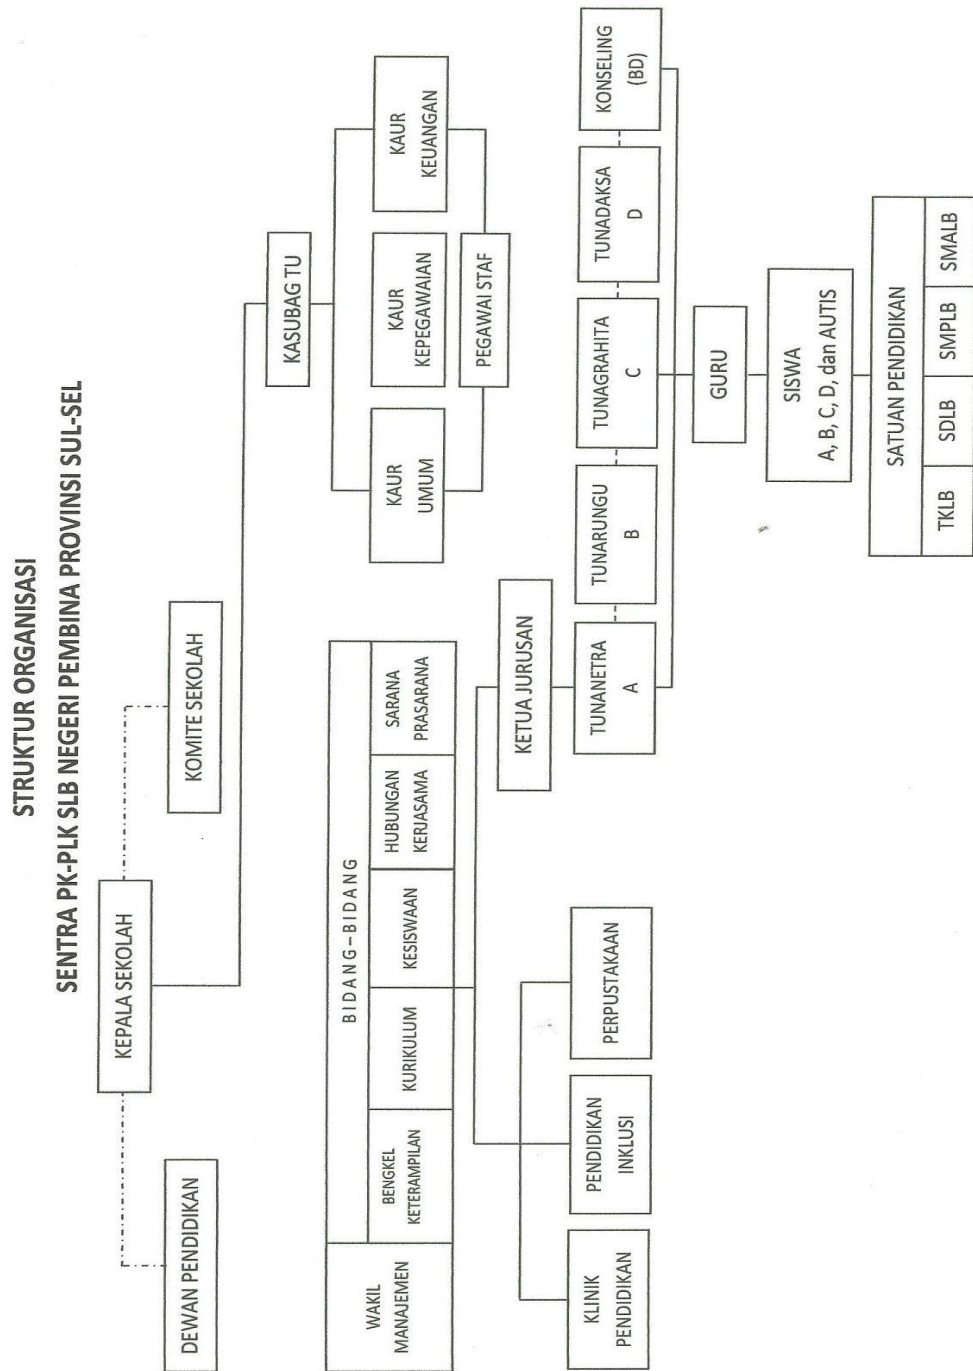 STRUKTUR ORGANISASI
SENTRA PK-PLK SLB NEGERI PEMBINA PROVINSI SUL-SEL
KEPALA SEKOLAH
DEWAN PENDIDIKAN
KOMITE SEKOLAH
KASUBAG TU
WAKIL
MANAJEMEN
BIDANG-BIDANG
BENGKEL
KETERAMPILAN
KURIKULUM
KESISWAAN
HUBUNGAN
KERJASAMA
SARANA
PRASARANA
KAUR
UMUM
KAUR
KEPEGAWAIAN
KAUR
KEUANGAN
PEGAWAI STAF
KETUA JURUSAN
KLINIK
PENDIDIKAN
PENDIDIKAN
INKLUSI
PERPUSTAKAAN
TUNANETRA
A
TUNARUNGU
B
TUNAGRAHITA
C
TUNADAKSA
D
KONSELING
(BD)
GURU
SISWA
A, B, C, D, dan AUTIS
SATUAN PENDIDIKAN
TKLB
SDLB
SMPLB
SMALB